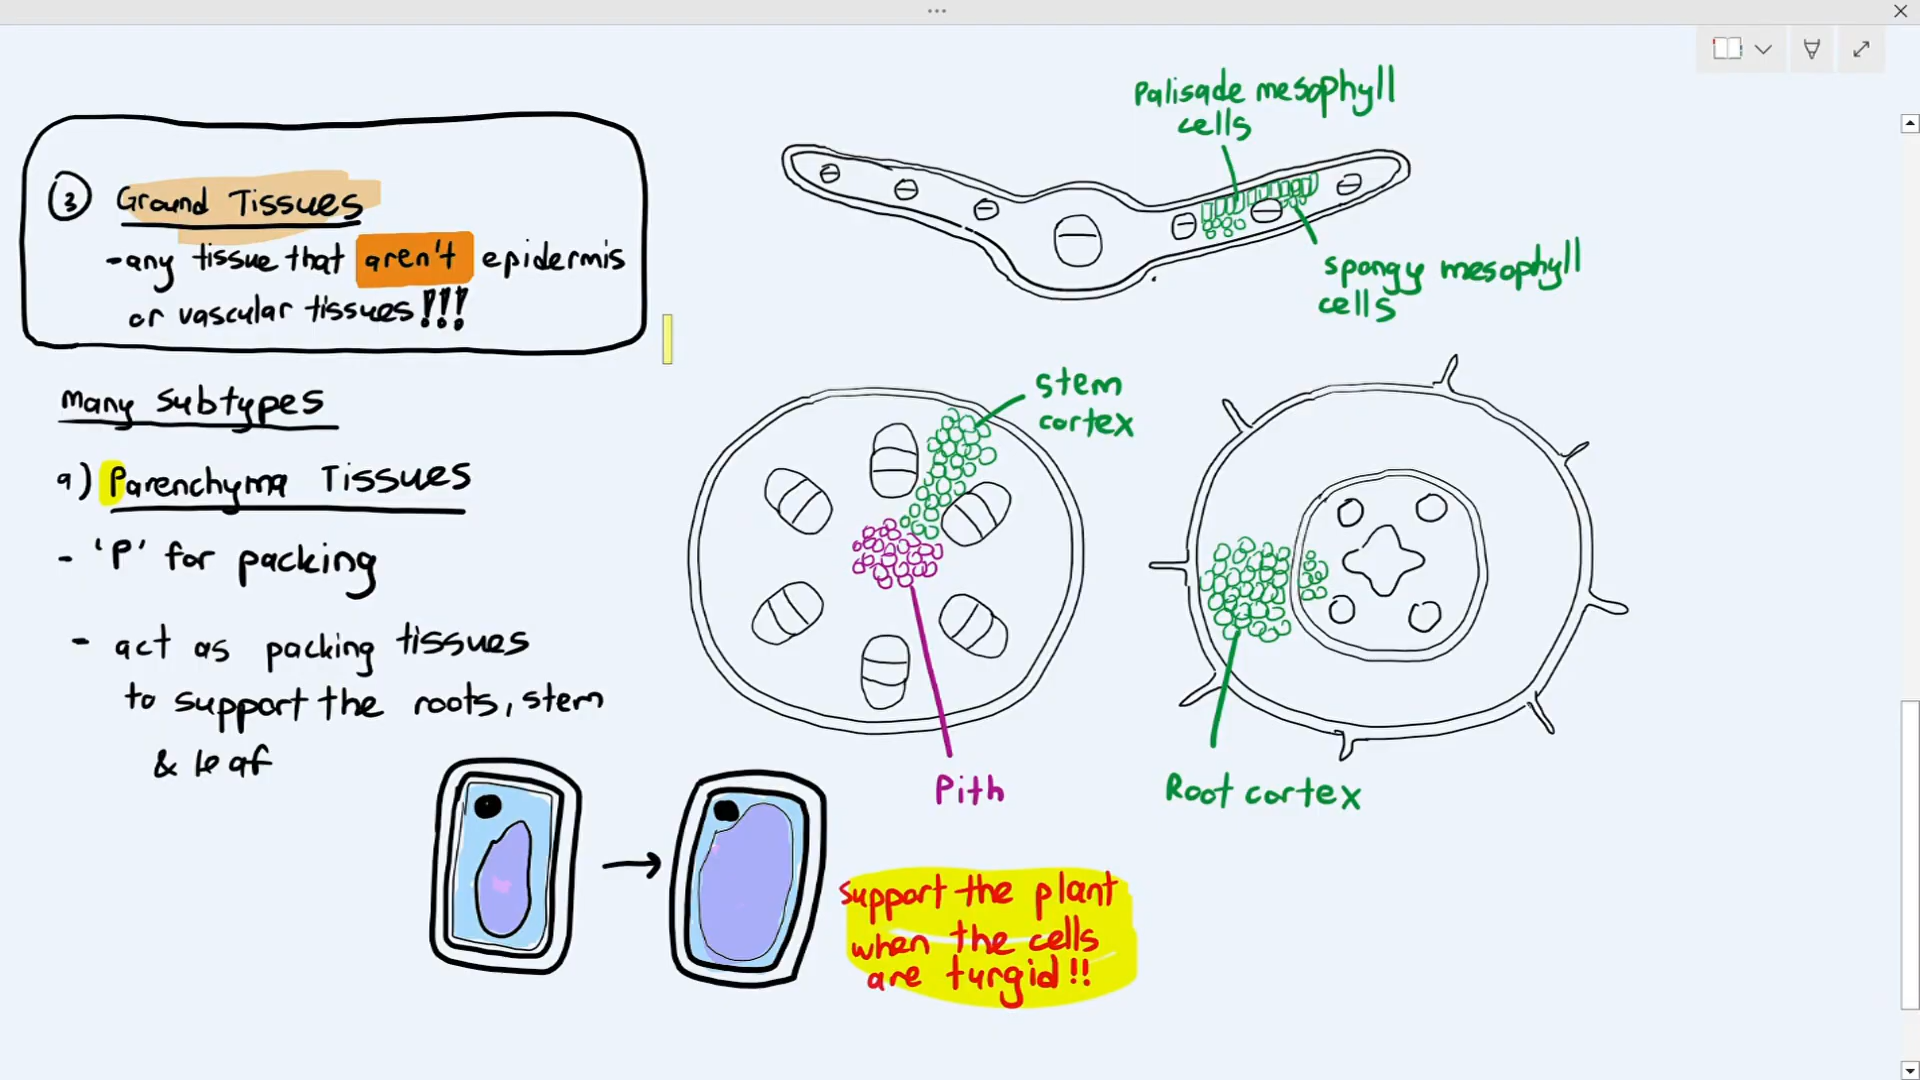 3 Ground Tissues
-any tissue that aren't epidermis
or vascular tissues!!!
Many Subtypes
a) Parenchyma Tissues
- 'P' for packing
- act as packing tissues
to support the roots, stem
& leaf
Palisade mesophyll
cells
spongy mesophyll
cells
stem
cortex
Pith
Root cortex
support the plant
when the cells
are turgid!!